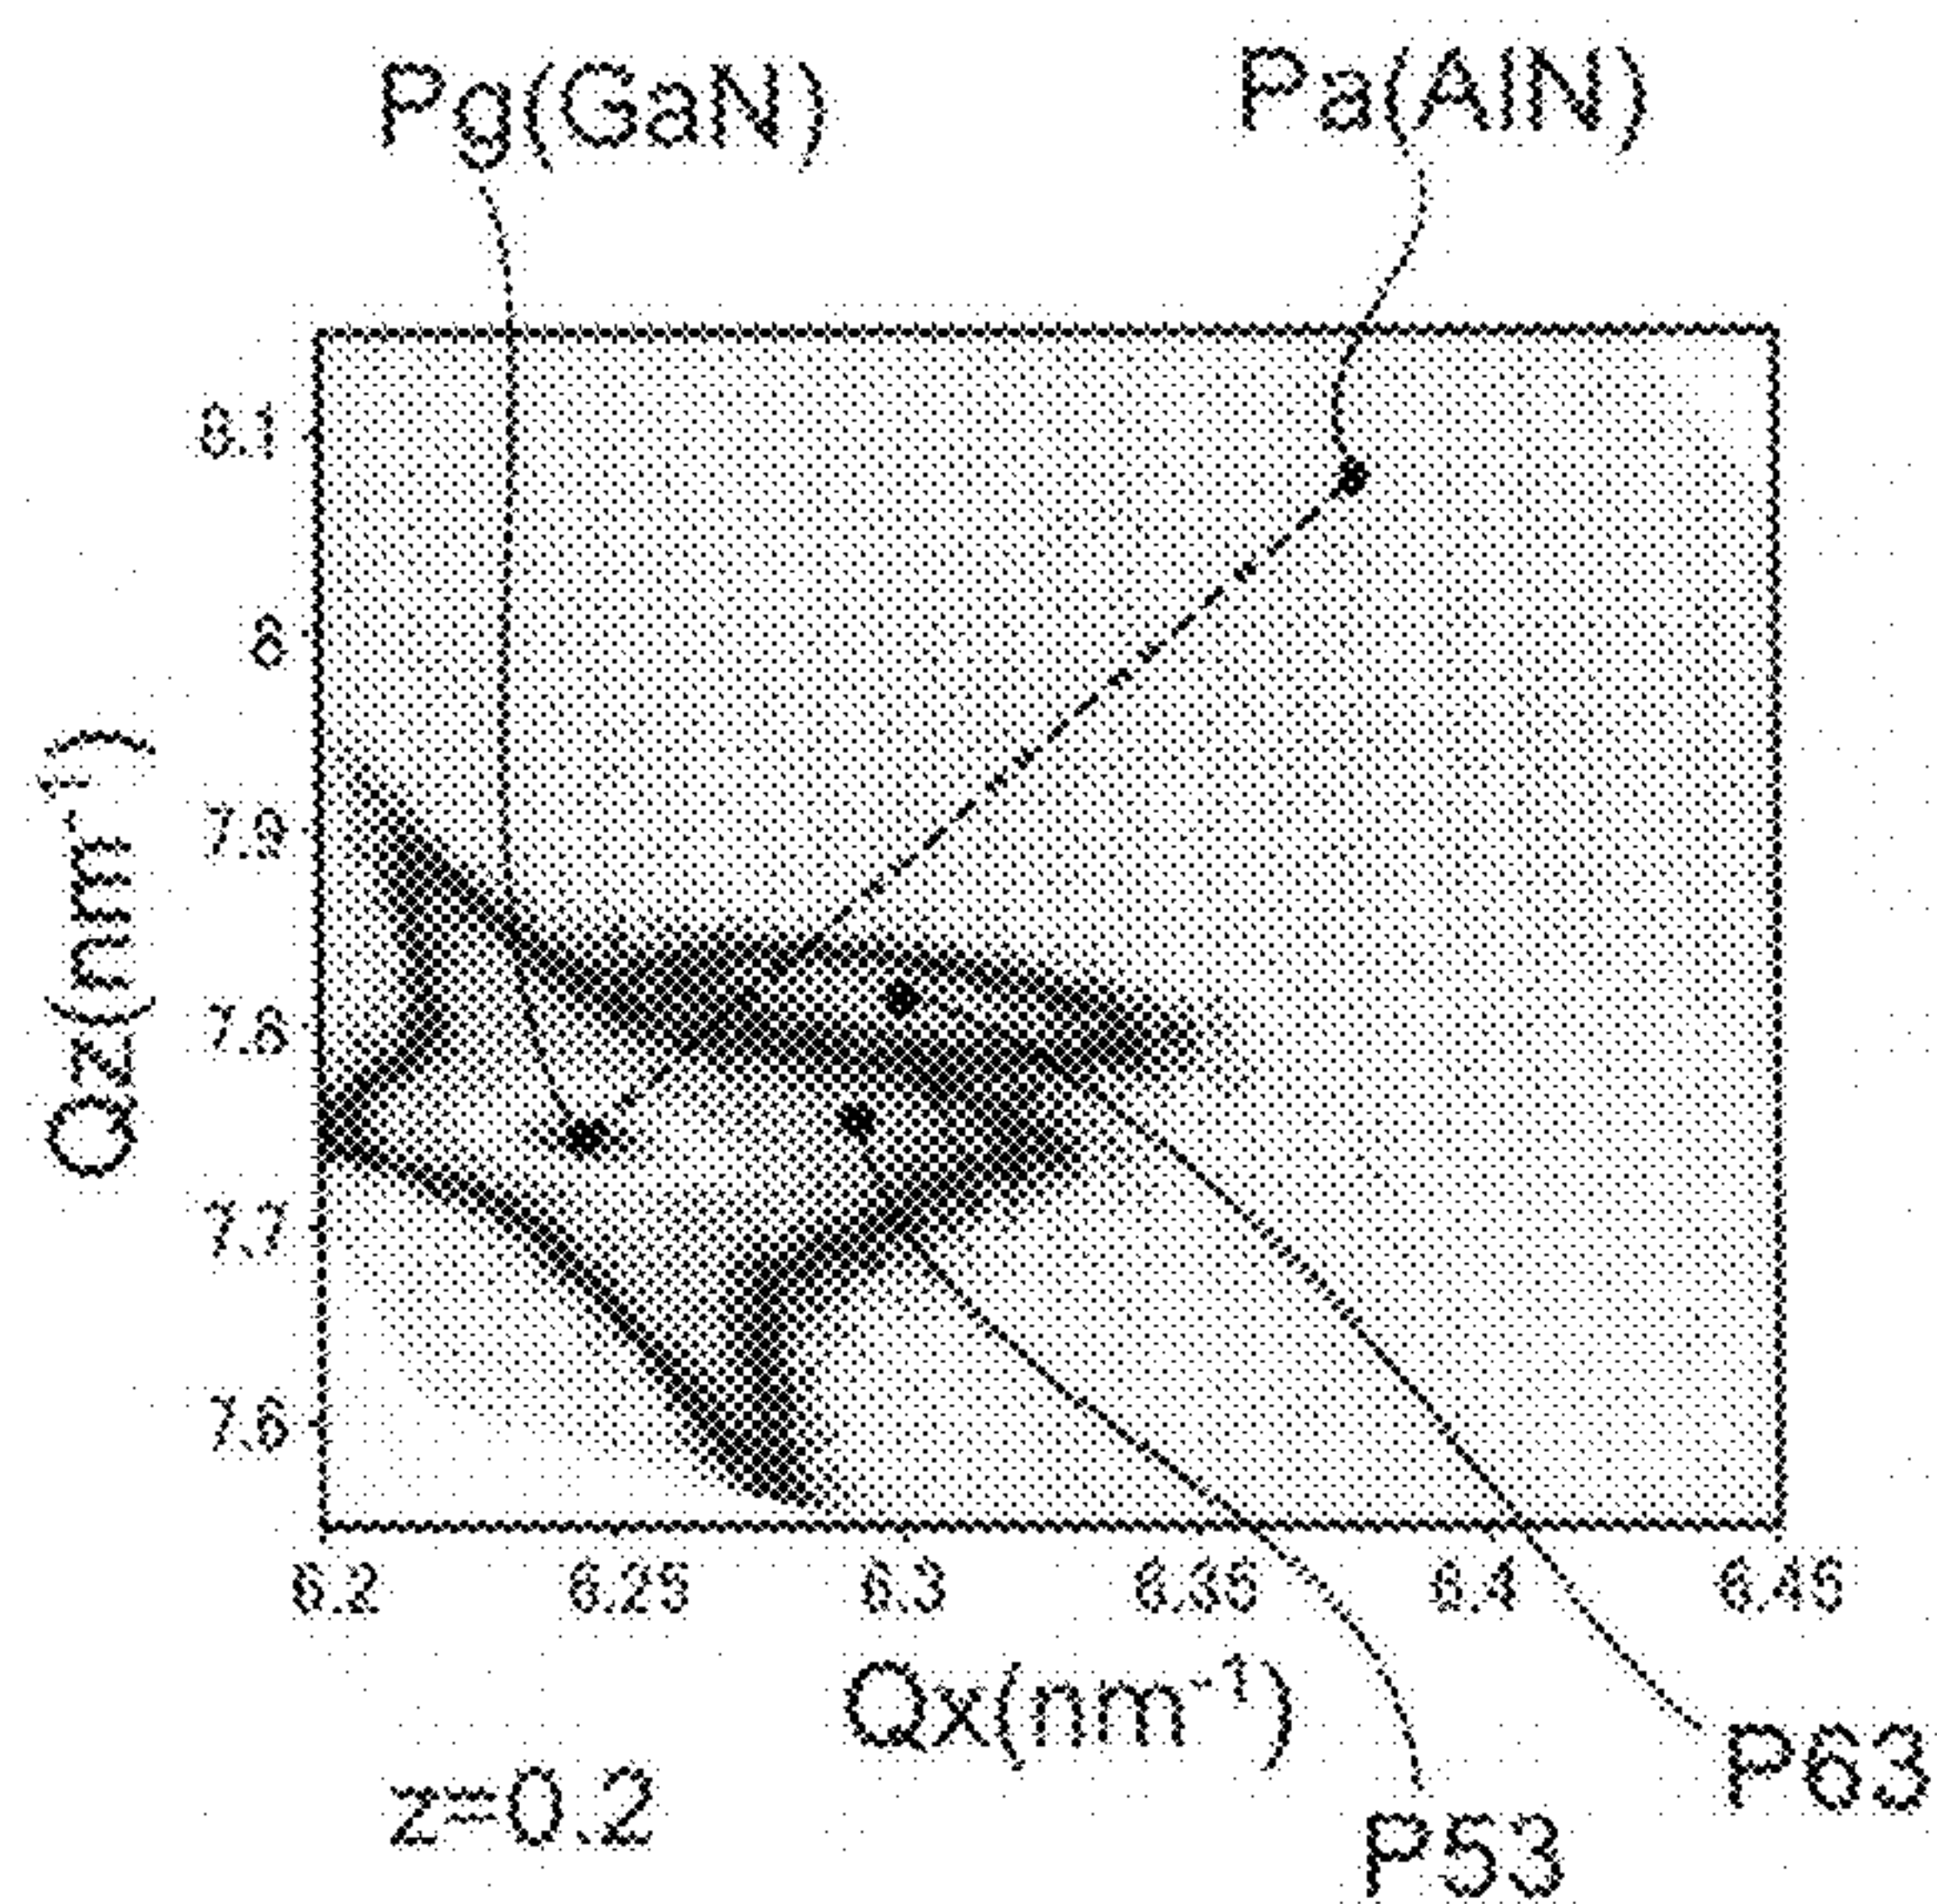 Pg(GaN) Pa(AlN)
8.1
8
7.9
7.8
7.7
7.6
Qz(nm⁻¹)
6.2 6.25 6.3 6.35 6.4 6.45
Qx(nm⁻¹)
z=0.2
P63
P53